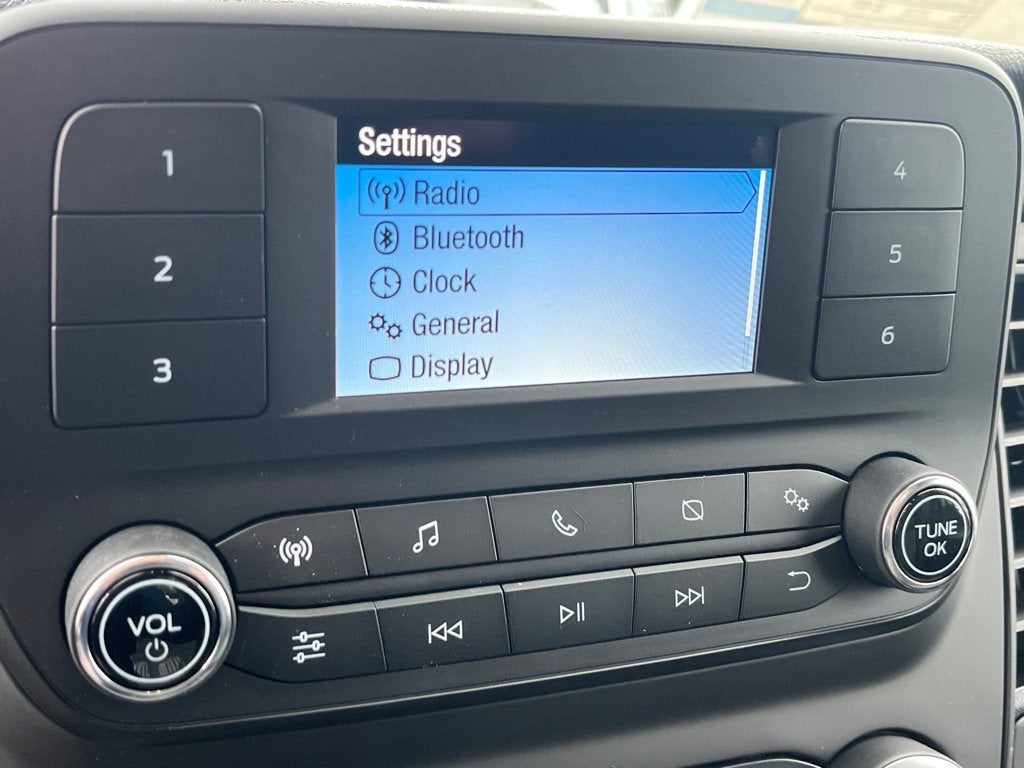 Settings
Radio
Bluetooth
Clock
General
Display
1
2
3
4
5
6
VOL
TUNE
OK